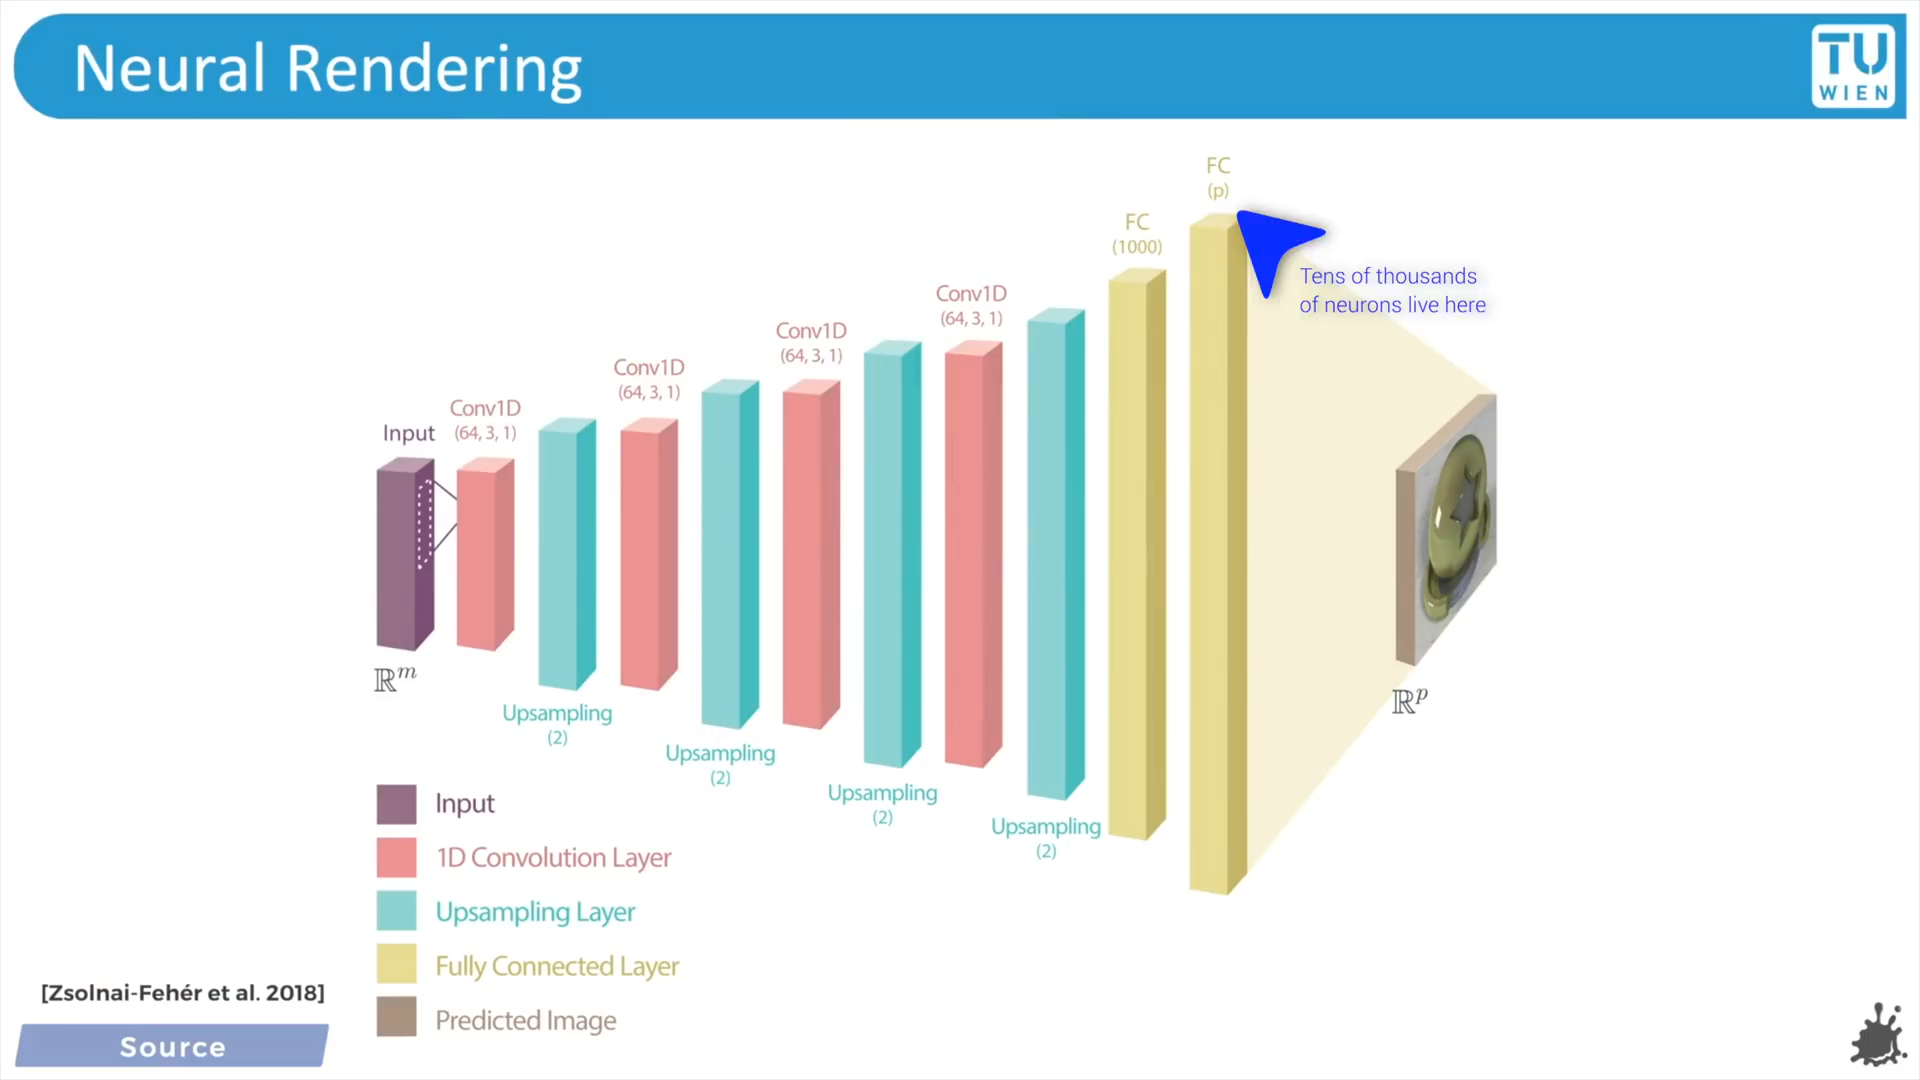 Neural Rendering
TU
WIEN
FC
(p)
FC
(1000)
Tens of thousands
of neurons live here
Conv1D
(64, 3, 1)
Conv1D
(64, 3, 1)
Conv1D
(64, 3, 1)
Conv1D
(64, 3, 1)
Input
ℝᵐ
ℝᵖ
Upsampling
(2)
Upsampling
(2)
Upsampling
(2)
Upsampling
(2)
Input
1D Convolution Layer
Upsampling Layer
Fully Connected Layer
Predicted Image
[Zsolnai-Fehér et al. 2018]
Source